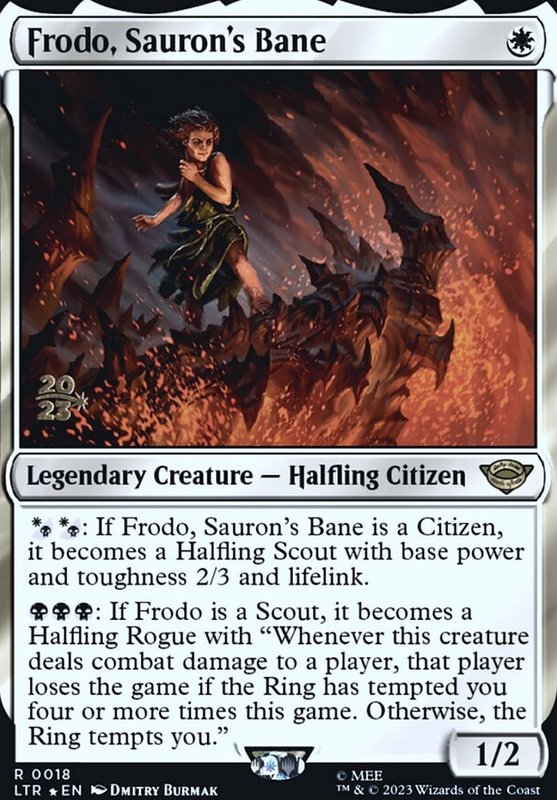 Frodo, Sauron's Bane
20
23
Legendary Creature — Halfling Citizen
: If Frodo, Sauron's Bane is a Citizen,
it becomes a Halfling Scout with base power
and toughness 2/3 and lifelink.
: If Frodo is a Scout, it becomes a
Halfling Rogue with “Whenever this creature
deals combat damage to a player, that player
loses the game if the Ring has tempted you
four or more times this game. Otherwise, the
Ring tempts you.”
1/2
R 0018
LTR ★ EN Dmitry Burmak
© MEE
™ & © 2023 Wizards of the Coast